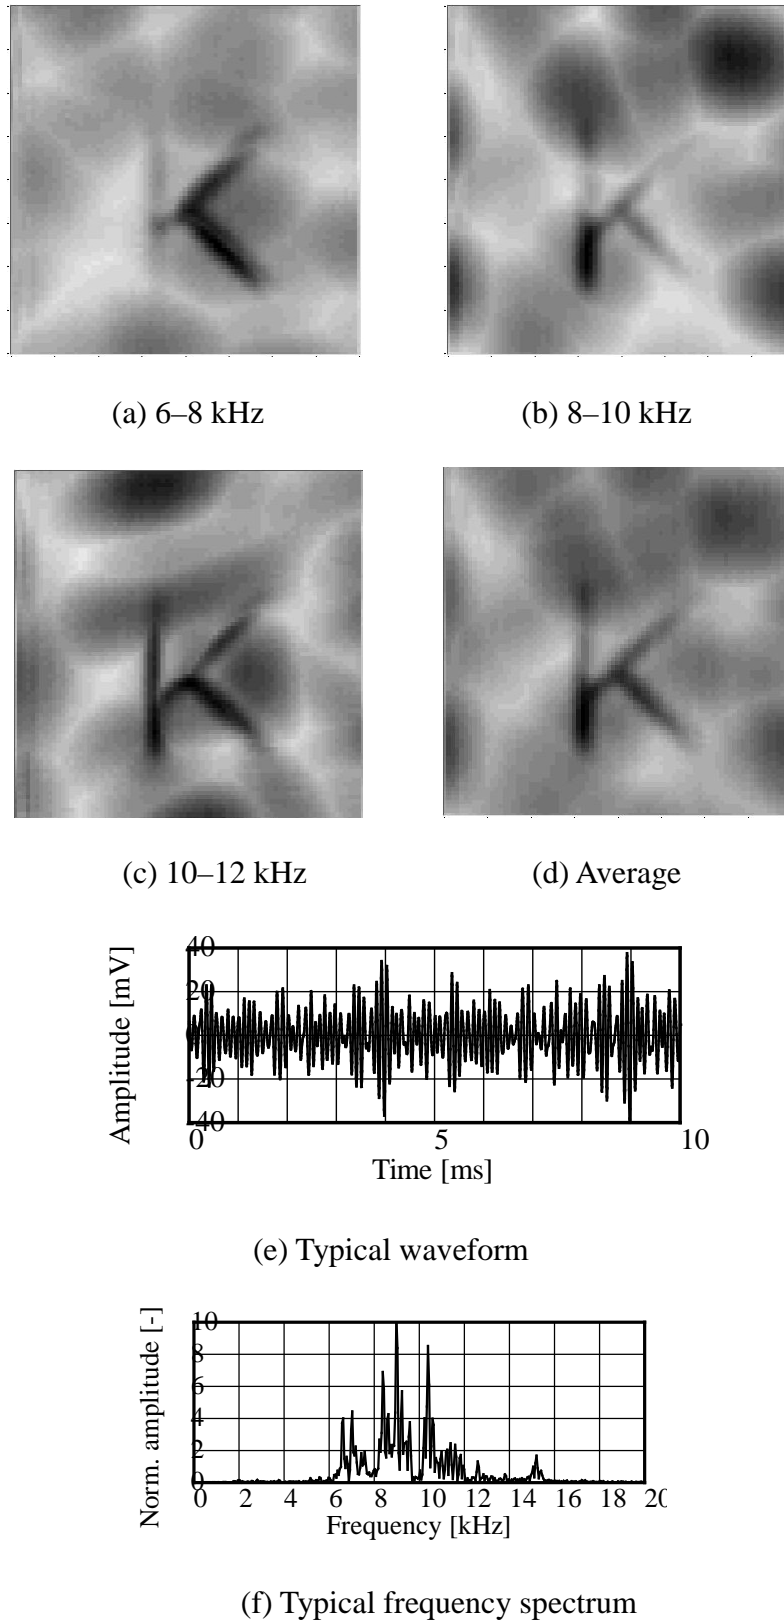 (a) 6–8 kHz
(b) 8–10 kHz
(c) 10–12 kHz
(d) Average
40
20
0
-20
-40
Amplitude [mV]
0 5 10
Time [ms]
(e) Typical waveform
10
8
6
4
2
0
Norm. amplitude [-]
0 2 4 6 8 10 12 14 16 18 20
Frequency [kHz]
(f) Typical frequency spectrum